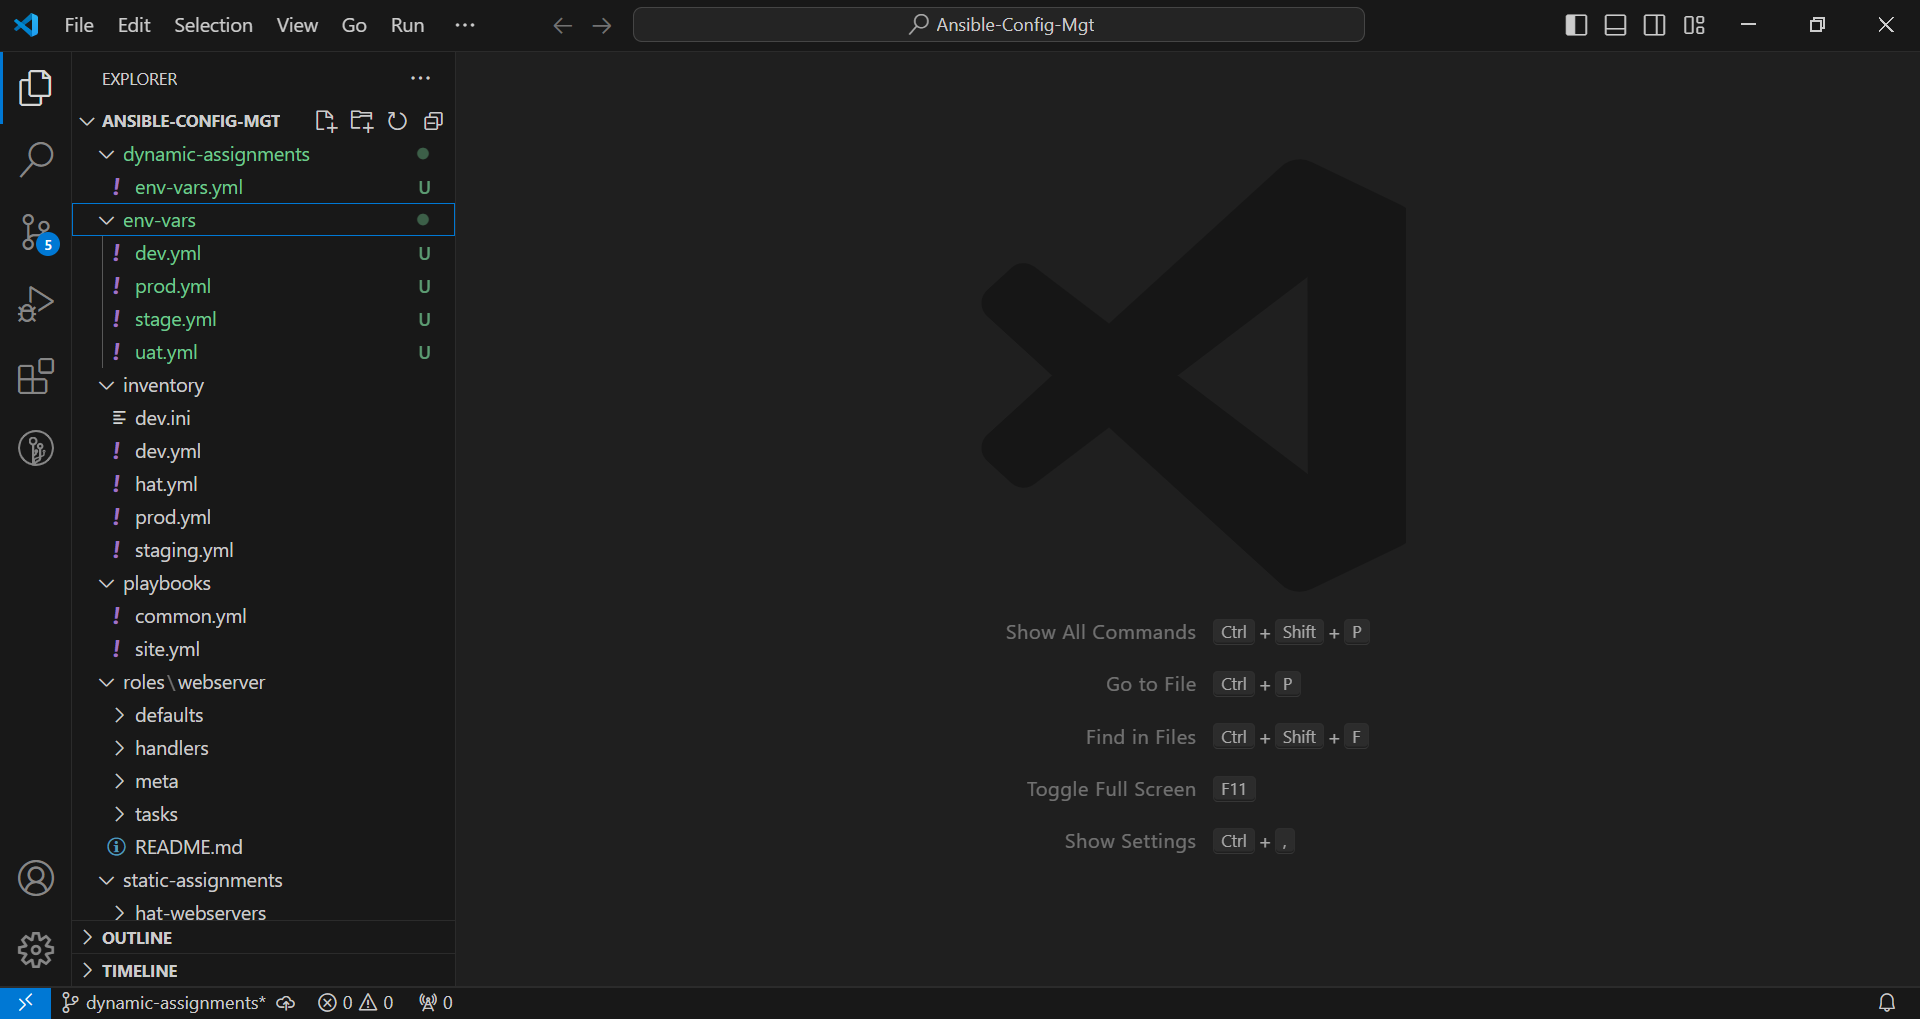 File Edit Selection View Go Run ···
Ansible-Config-Mgt
EXPLORER ···
ANSIBLE-CONFIG-MGT
dynamic-assignments
! env-vars.yml U
env-vars
! dev.yml U
! prod.yml U
! stage.yml U
! uat.yml U
inventory
dev.ini
! dev.yml
! hat.yml
! prod.yml
! staging.yml
playbooks
! common.yml
! site.yml
roles\webserver
defaults
handlers
meta
tasks
README.md
static-assignments
hat-webservers
OUTLINE
TIMELINE
5
Show All Commands Ctrl + Shift + P
Go to File Ctrl + P
Find in Files Ctrl + Shift + F
Toggle Full Screen F11
Show Settings Ctrl + ,
dynamic-assignments* 0 0 0